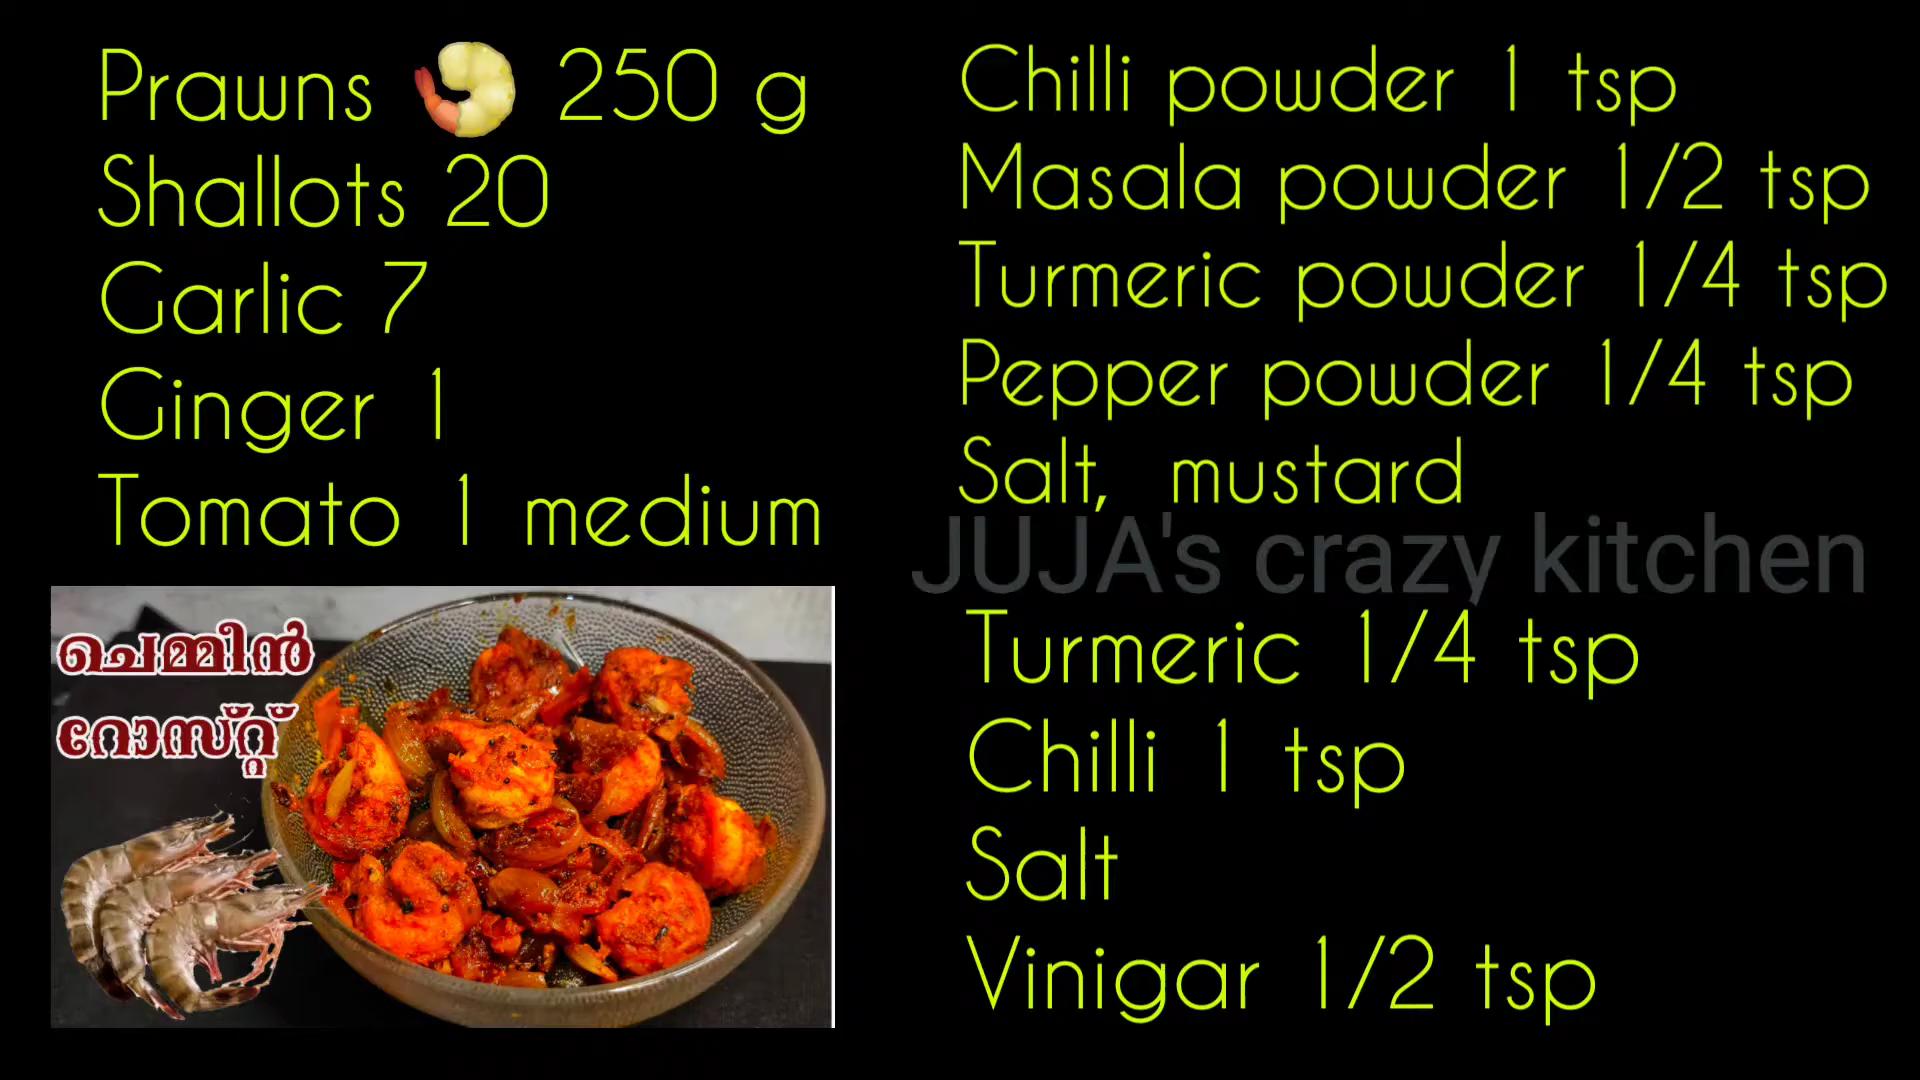 Prawns 🍤 250 g
Shallots 20
Garlic 7
Ginger 1
Tomato 1 medium
ചെമ്മീൻ
റോസ്റ്റ്
Chilli powder 1 tsp
Masala powder 1/2 tsp
Turmeric powder 1/4 tsp
Pepper powder 1/4 tsp
Salt, mustard
JUJA's crazy kitchen
Turmeric 1/4 tsp
Chilli 1 tsp
Salt
Vinigar 1/2 tsp